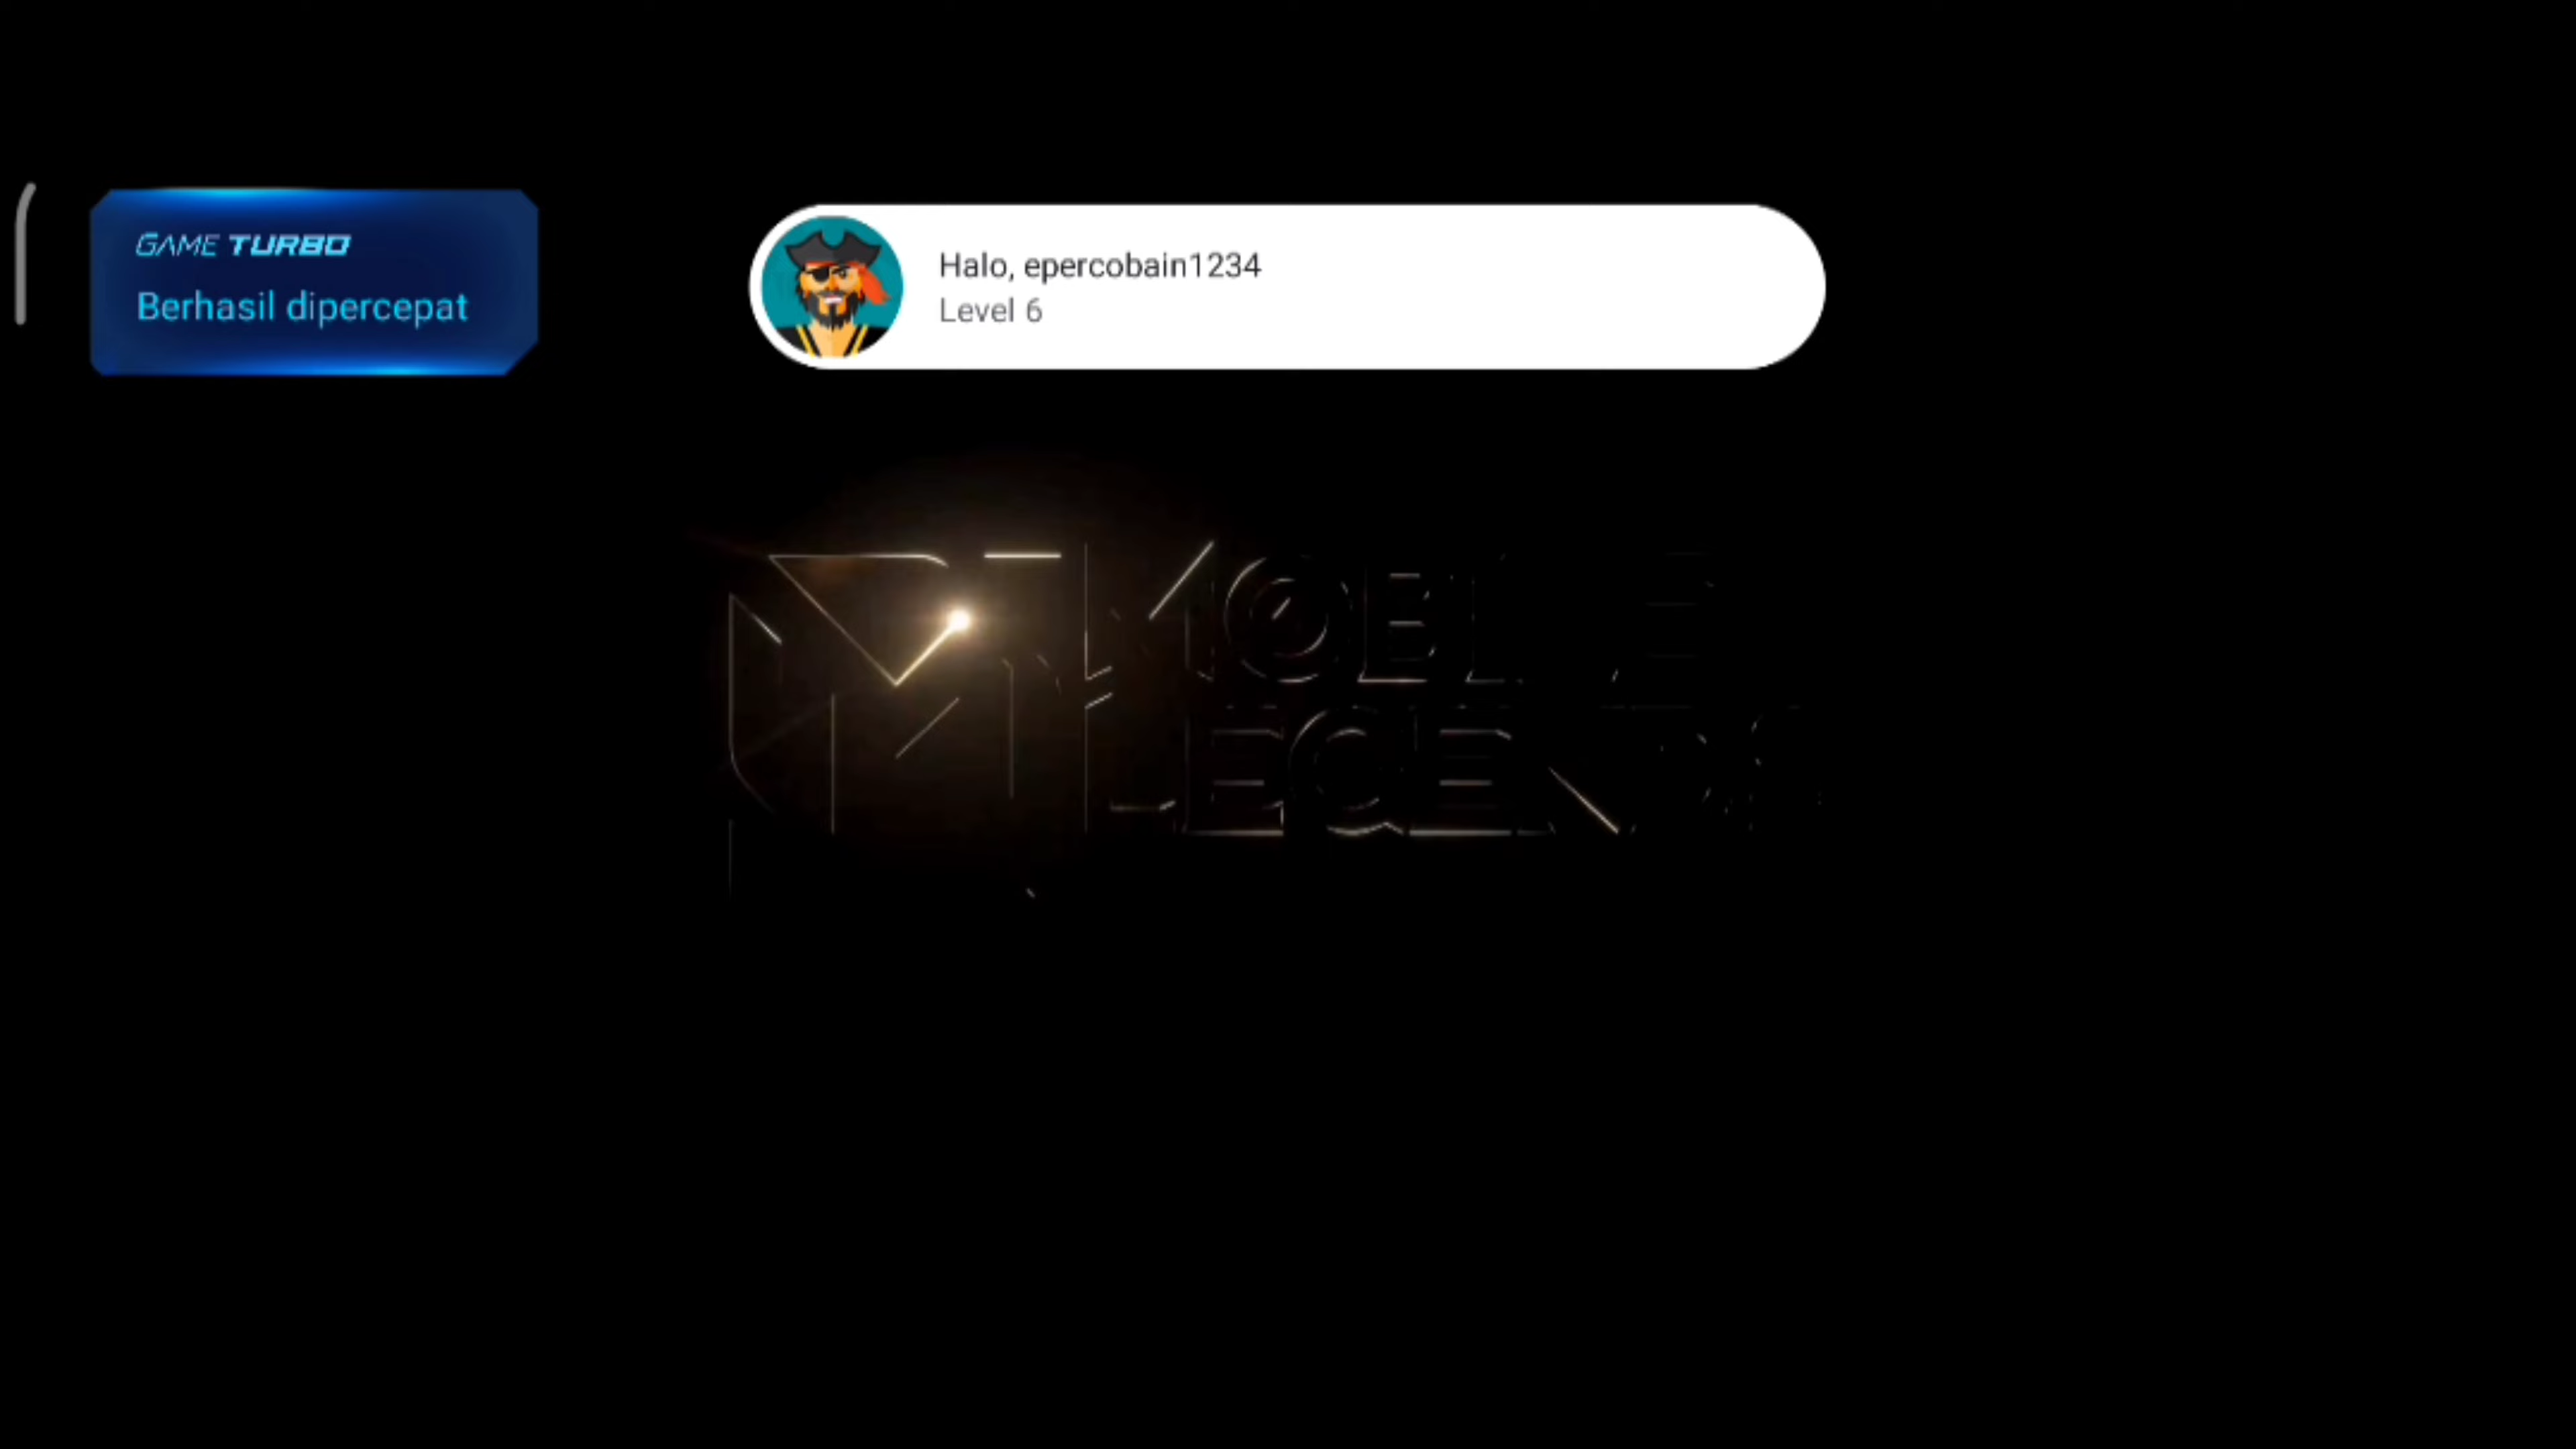 GAME TURBO
Berhasil dipercepat
Halo, epercobain1234
Level 6
MOBILE
LEGENDS